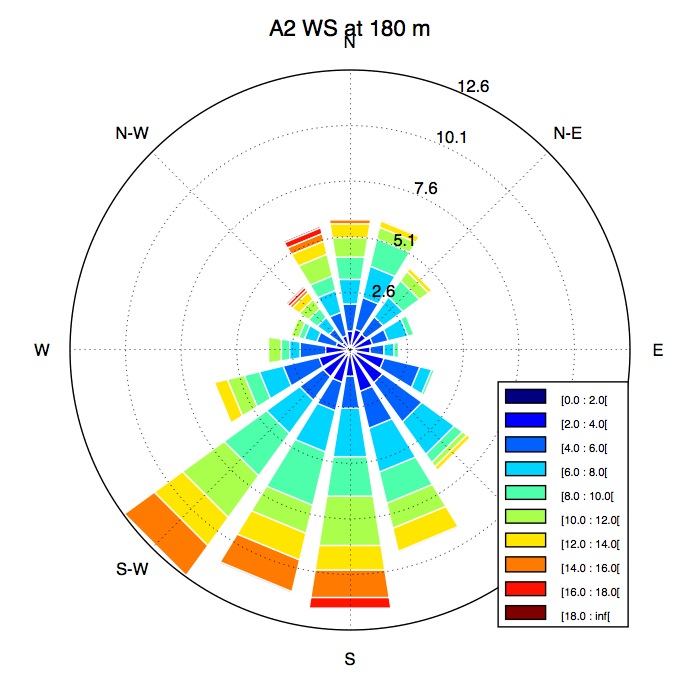 A2 WS at 180 m
N
12.6
N-W
10.1
N-E
7.6
5.1
2.6
W
E
[0.0 : 2.0[
[2.0 : 4.0[
[4.0 : 6.0[
[6.0 : 8.0[
[8.0 : 10.0[
[10.0 : 12.0[
[12.0 : 14.0[
[14.0 : 16.0[
[16.0 : 18.0[
[18.0 : inf[
S-W
S